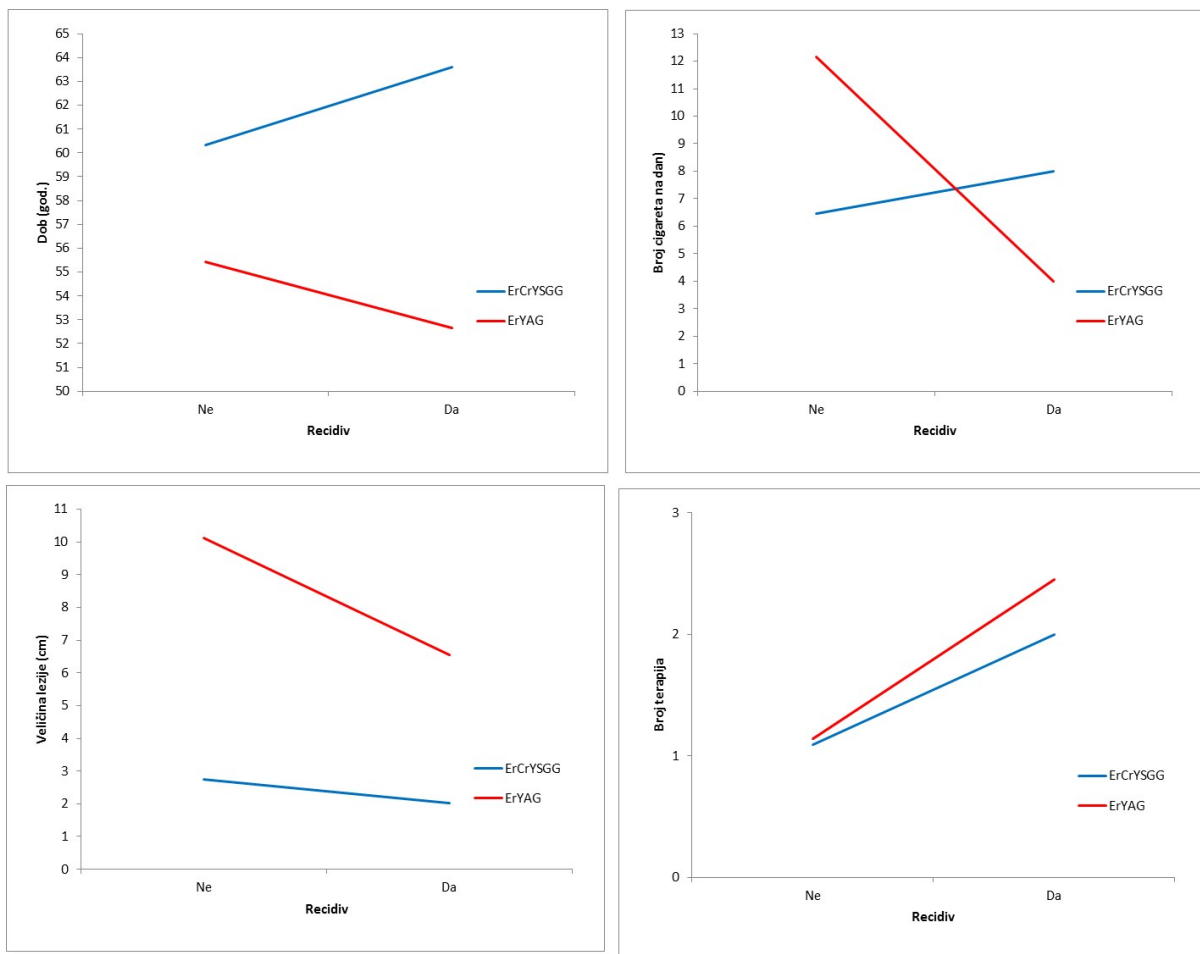 Dob (god.)
65
64
63
62
61
60
59
58
57
56
55
54
53
52
51
50
ErCrYSGG
ErYAG
Ne
Da
Recidiv
Broj cigareta na dan)
13
12
11
10
9
8
7
6
5
4
3
2
1
0
ErCrYSGG
ErYAG
Ne
Da
Recidiv
Veličina lezije (cm)
11
10
9
8
7
6
5
4
3
2
1
0
ErCrYSGG
ErYAG
Ne
Da
Recidiv
Broj terapija
3
2
1
0
ErCrYSGG
ErYAG
Ne
Da
Recidiv